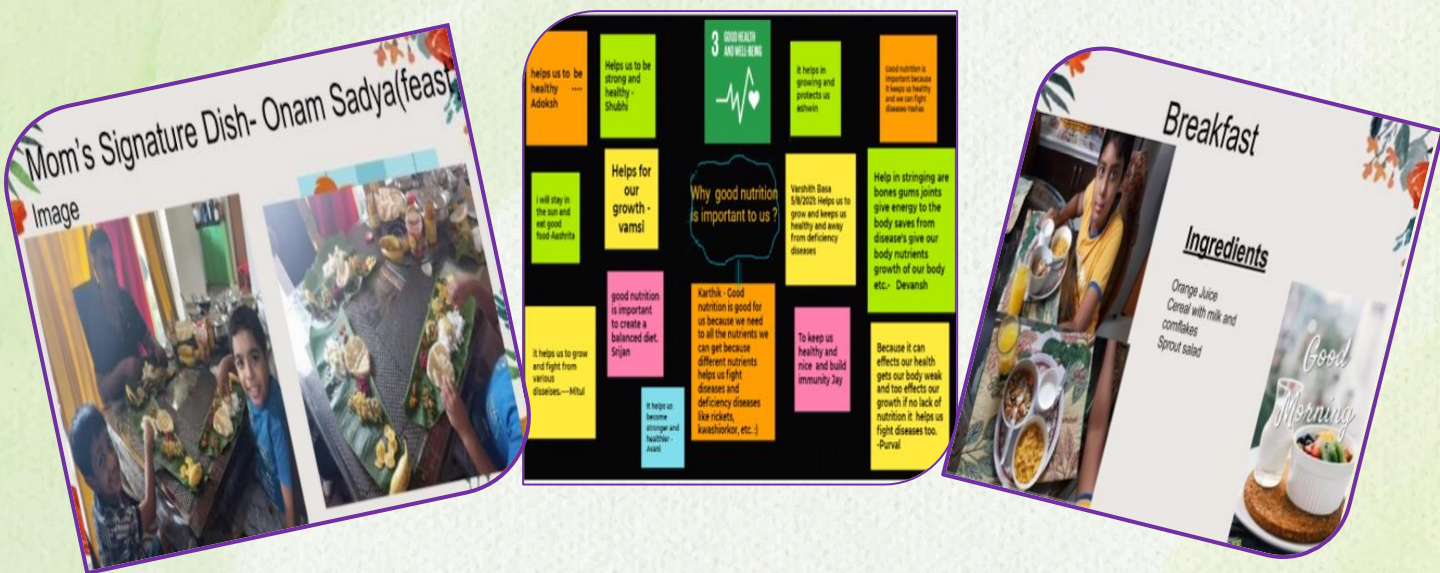 Mom's Signature Dish- Onam Sadya(feast
Image
helps us to be
healthy ----
Adoksh
Helps us to be
strong and
healthy -
Shubhi
3 GOOD HEALTH
AND WELL-BEING
it helps in
growing and
protects us
ashwin
Good nutrition is
important because
it keeps us healthy
and we can fight
diseases-Yashas
i will stay in
the sun and
eat good
food-Aashrita
Helps for
our
growth -
vamsi
Why good nutrition
is important to us ?
Varshith Basa
5/8/2021: Helps us to
grow and keeps us
healthy and away
from deficiency
diseases
Help in stringing are
bones gums joints
give energy to the
body saves from
disease's give our
body nutrients
growth of our body
etc.- Devansh
it helps us to grow
and fight from
various
disseises.---Mitul
good nutrition
is important
to create a
balanced diet.
Srijan
It helps us
become
stronger and
healthier -
Avani
Karthik - Good
nutrition is good for
us because we need
to all the nutrients we
can get because
different nutrients
helps us fight
diseases and
deficiency diseases
like rickets,
kwashiorkor, etc. :)
To keep us
healthy and
nice and build
immunity Jay
Because it can
effects our health
gets our body weak
and too effects our
growth if no lack of
nutrition it helps us
fight diseases too.
-Purval
Breakfast
Ingredients
Orange Juice
Cereal with milk and
cornflakes
Sprout salad
Good
Morning